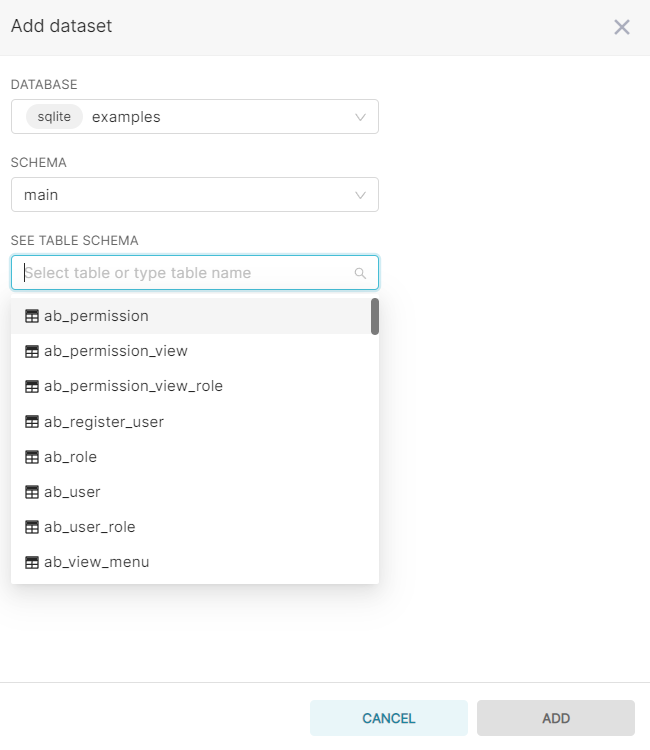 Add dataset
DATABASE
sqlite examples
SCHEMA
main
SEE TABLE SCHEMA
Select table or type table name
ab_permission
ab_permission_view
ab_permission_view_role
ab_register_user
ab_role
ab_user
ab_user_role
ab_view_menu
CANCEL ADD